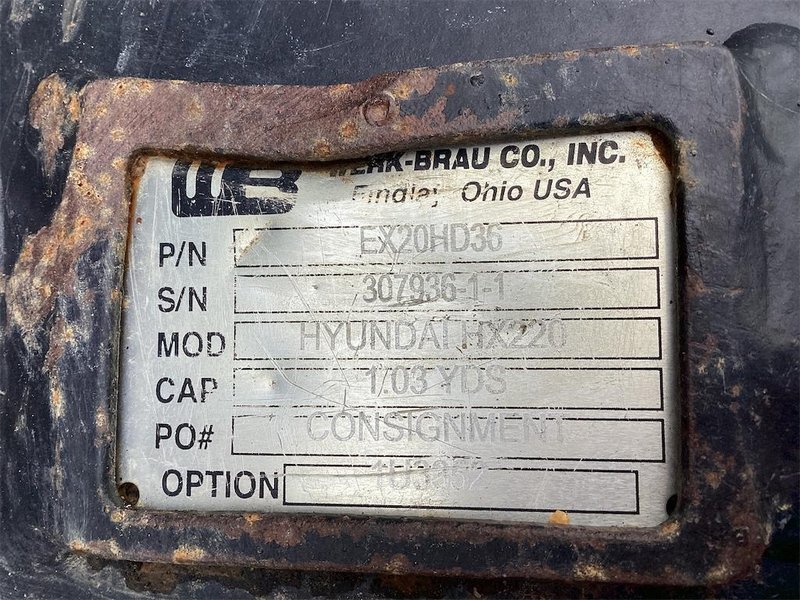 WB
WERK-BRAU CO., INC.
Findlay Ohio USA
P/N EX20HD36
S/N 307936-1-1
MOD HYUNDAI HX220
CAP 1.03 YDS
PO# CONSIGNMENT
OPTION